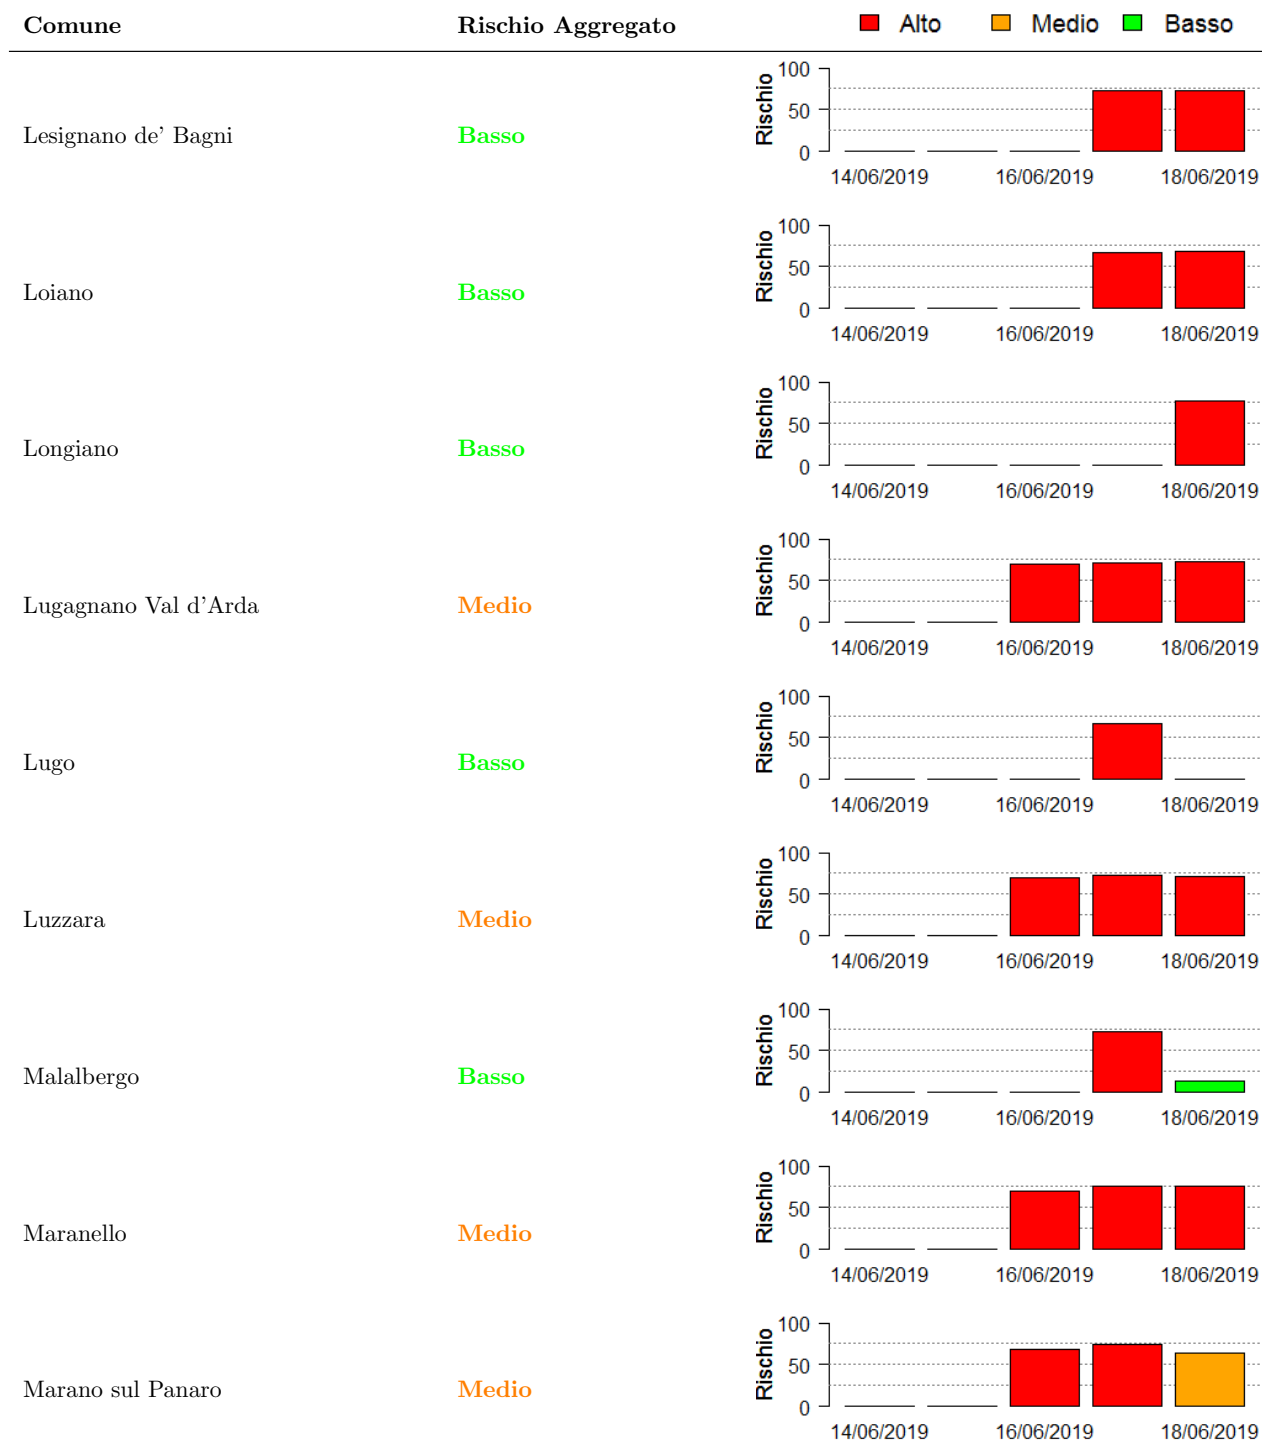 Comune Rischio Aggregato Alto Medio Basso
Lesignano de' Bagni Basso Rischio 100 50 0
14/06/2019 16/06/2019 18/06/2019
Loiano Basso Rischio 100 50 0
14/06/2019 16/06/2019 18/06/2019
Longiano Basso Rischio 100 50 0
14/06/2019 16/06/2019 18/06/2019
Lugagnano Val d'Arda Medio Rischio 100 50 0
14/06/2019 16/06/2019 18/06/2019
Lugo Basso Rischio 100 50 0
14/06/2019 16/06/2019 18/06/2019
Luzzara Medio Rischio 100 50 0
14/06/2019 16/06/2019 18/06/2019
Malalbergo Basso Rischio 100 50 0
14/06/2019 16/06/2019 18/06/2019
Maranello Medio Rischio 100 50 0
14/06/2019 16/06/2019 18/06/2019
Marano sul Panaro Medio Rischio 100 50 0
14/06/2019 16/06/2019 18/06/2019